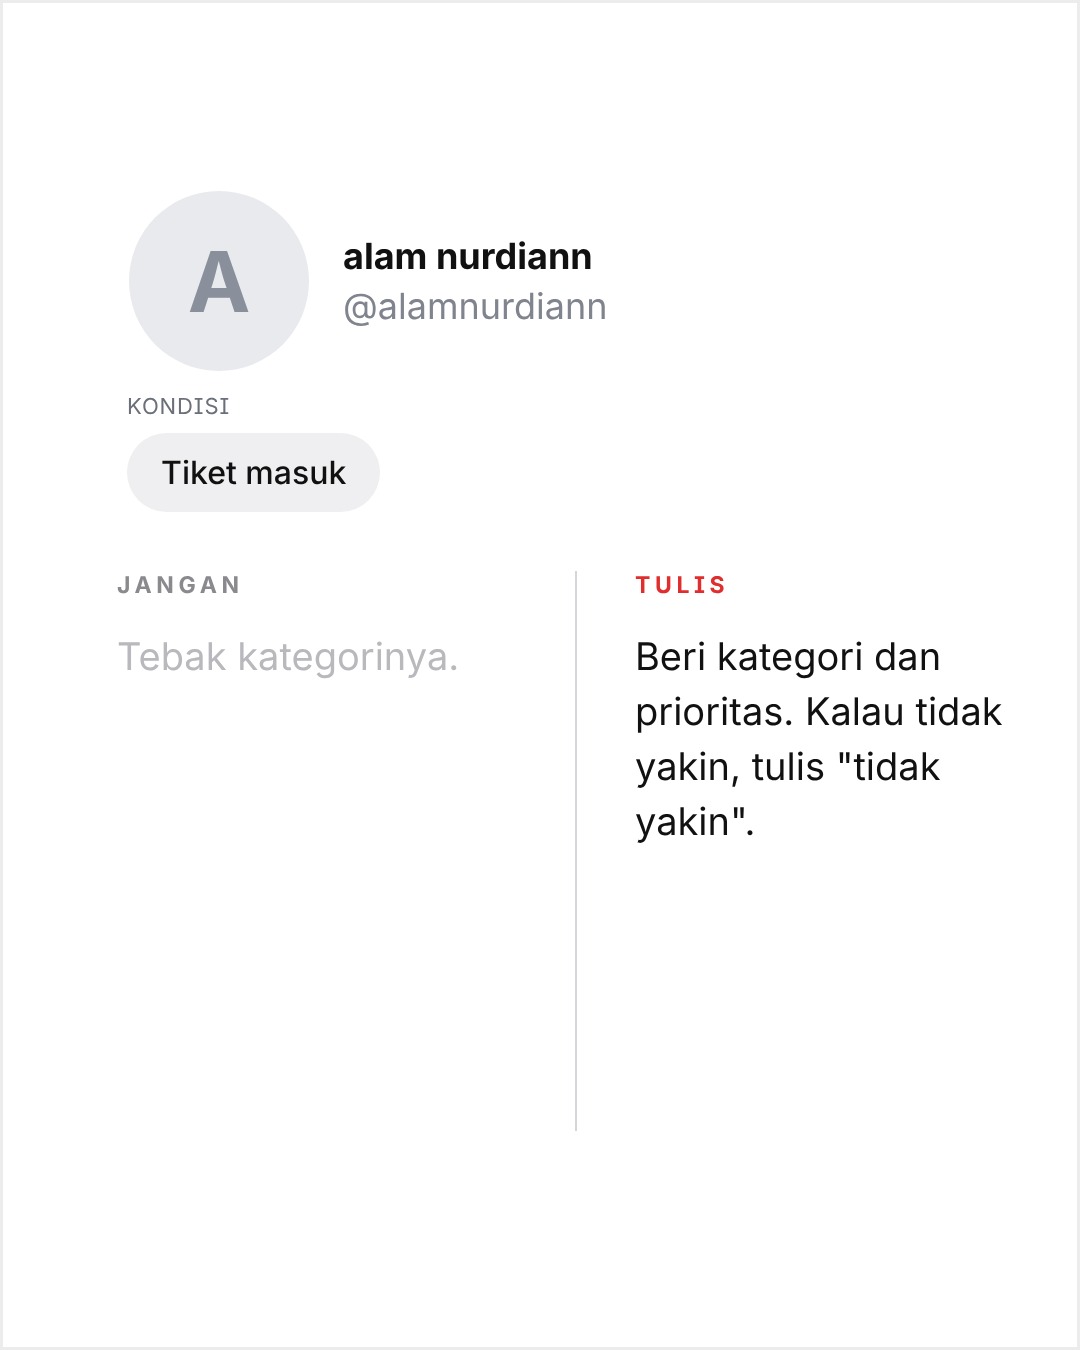 A
alam nurdiann
@alamnurdiann
KONDISI
Tiket masuk
JANGAN
Tebak kategorinya.
TULIS
Beri kategori dan
prioritas. Kalau tidak
yakin, tulis "tidak
yakin".